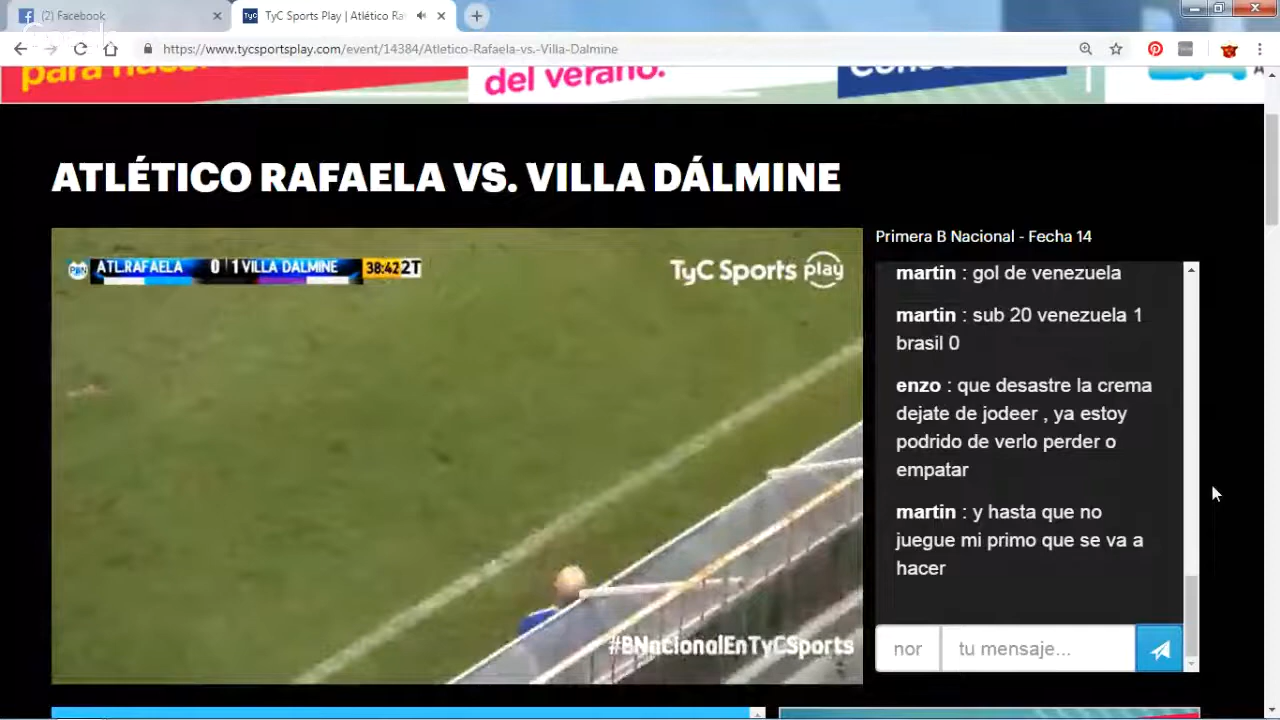 (2) Facebook
TyC Sports Play | Atlético Ra
https://www.tycsportsplay.com/event/14384/Atletico-Rafaela-vs.-Villa-Dalmine
para hacer
del verano.
ATLÉTICO RAFAELA VS. VILLA DÁLMINE
Primera B Nacional - Fecha 14
ATL.RAFAELA 0 1 VILLA DALMINE 38:42 2T
TyC Sports play
#BNacionalEnTyCSports
martin : gol de venezuela
martin : sub 20 venezuela 1
brasil 0
enzo : que desastre la crema
dejate de jodeer , ya estoy
podrido de verlo perder o
empatar
martin : y hasta que no
juegue mi primo que se va a
hacer
nor
tu mensaje...